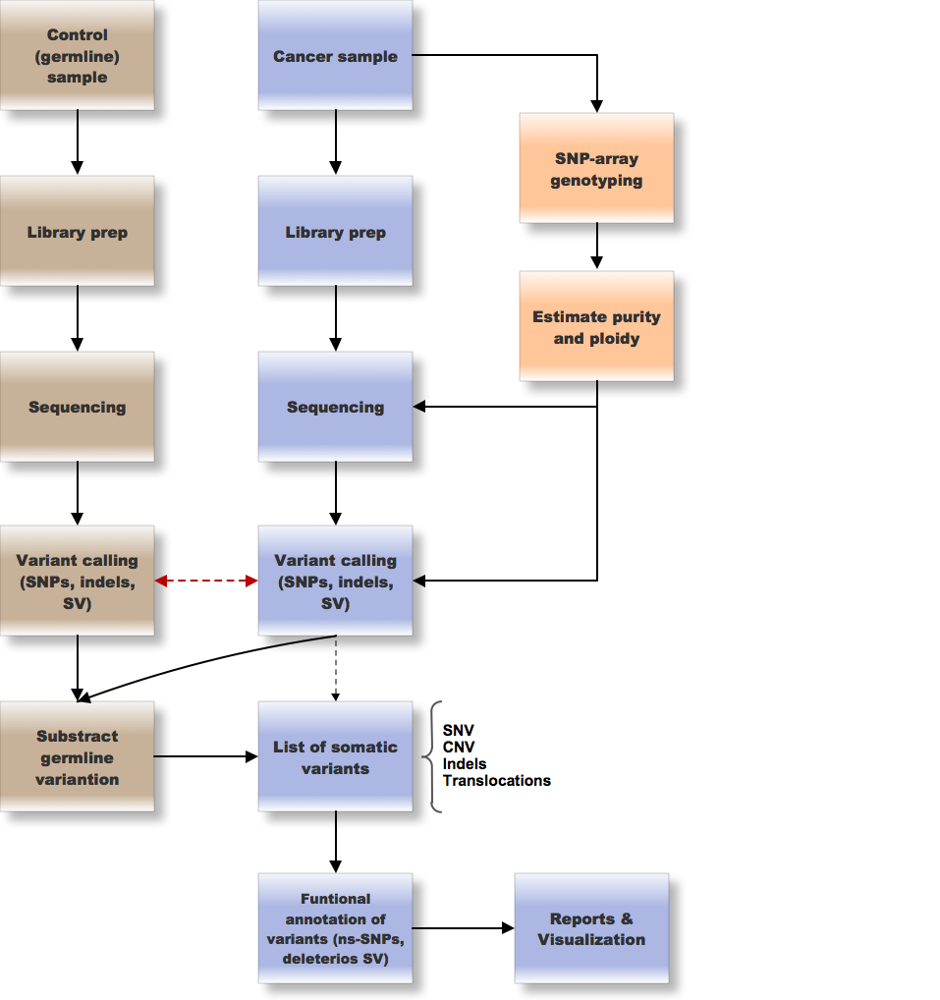 Control
(germline)
sample
Cancer sample
SNP-array
genotyping
Library prep
Library prep
Estimate purity
and ploidy
Sequencing
Sequencing
Variant calling
(SNPs, indels,
SV)
Variant calling
(SNPs, indels,
SV)
Substract
germline
variantion
List of somatic
variants
SNV
CNV
Indels
Translocations
Funtional
annotation of
variants (ns-SNPs,
deleterios SV)
Reports &
Visualization